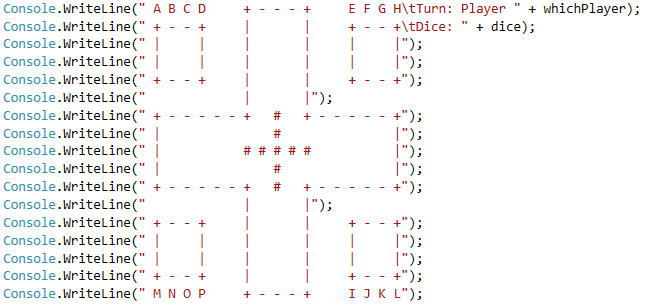 Console.WriteLine(" A B C D     + - - - - +     E F G H\tTurn: Player " + whichPlayer);
Console.WriteLine(" + - - - +     |       |     + - - - +\tDice: " + dice);
Console.WriteLine(" |     |     |       |     |     |");
Console.WriteLine(" |     |     |       |     |     |");
Console.WriteLine(" + - - - +     |       |     + - - - +");
Console.WriteLine("             |       |");
Console.WriteLine(" + - - - - - - +   #   + - - - - - - +");
Console.WriteLine(" |               #               |");
Console.WriteLine(" |           # # # # #           |");
Console.WriteLine(" |               #               |");
Console.WriteLine(" + - - - - - - +   #   + - - - - - - +");
Console.WriteLine("             |       |");
Console.WriteLine(" + - - - +     |       |     + - - - +");
Console.WriteLine(" |     |     |       |     |     |");
Console.WriteLine(" |     |     |       |     |     |");
Console.WriteLine(" + - - - +     |       |     + - - - +");
Console.WriteLine(" M N O P     + - - - - +     I J K L");